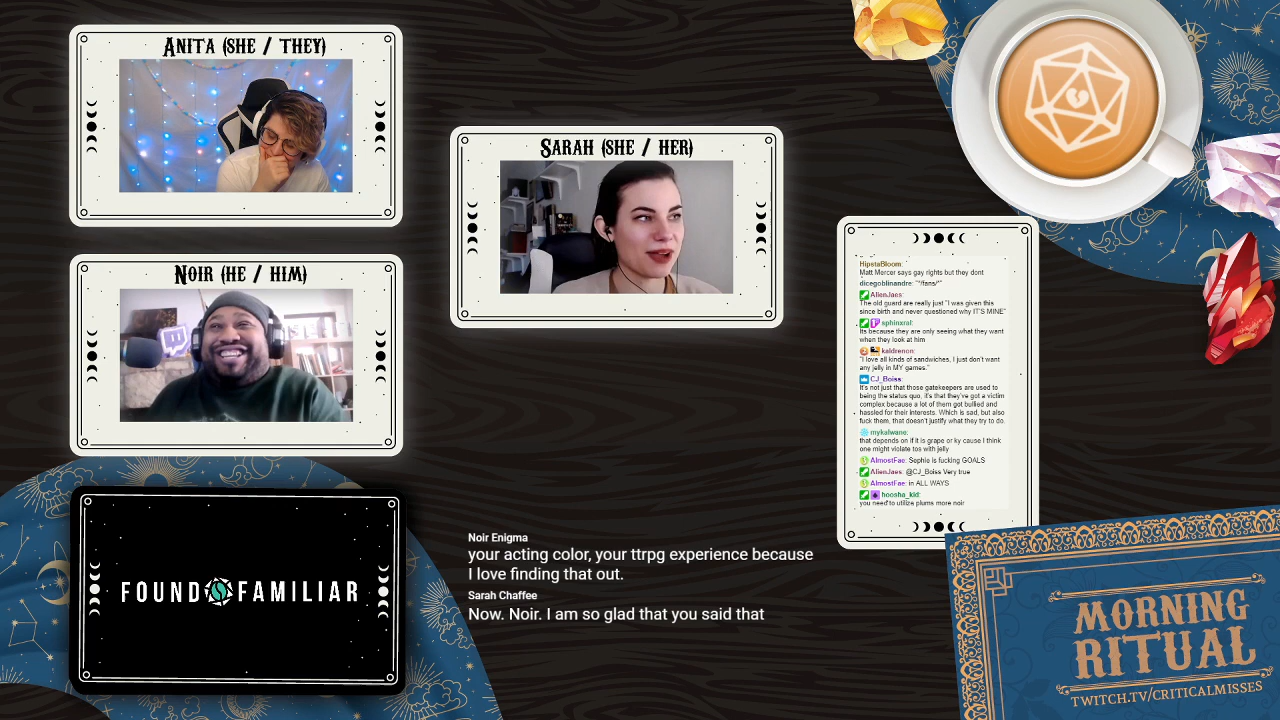 ANITA (SHE / THEY)
SARAH (SHE / HER)
NOIR (HE / HIM)
HipstaBloom:
Matt Mercer says gay rights but they dont
dicegoblinandre: "*/fans/*"
AlienJaes:
The old guard are really just "I was given this
since birth and never questioned why IT'S MINE"
sphinxral:
Its because they are only seeing what they want
when they look at him
kaldrenon:
"I love all kinds of sandwiches, I just don't want
any jelly in MY games."
CJ_Boiss:
It's not just that those gatekeepers are used to
being the status quo, it's that they've got a victim
complex because a lot of them got bullied and
hassled for their interests. Which is sad, but also
fuck them, that doesn't justify what they try to do.
mykalwane:
that depends on if it is grape or ky cause I think
one might violate tos with jelly
AlmostFae: Sophie is fucking GOALS
AlienJaes: @CJ_Boiss Very true
AlmostFae: in ALL WAYS
hoosha_kid:
you need to utilize plums more noir
FOUND FAMILIAR
Noir Enigma
your acting color, your ttrpg experience because
I love finding that out.
Sarah Chaffee
Now. Noir. I am so glad that you said that
MORNING
RITUAL
TWITCH.TV/CRITICALMISSES